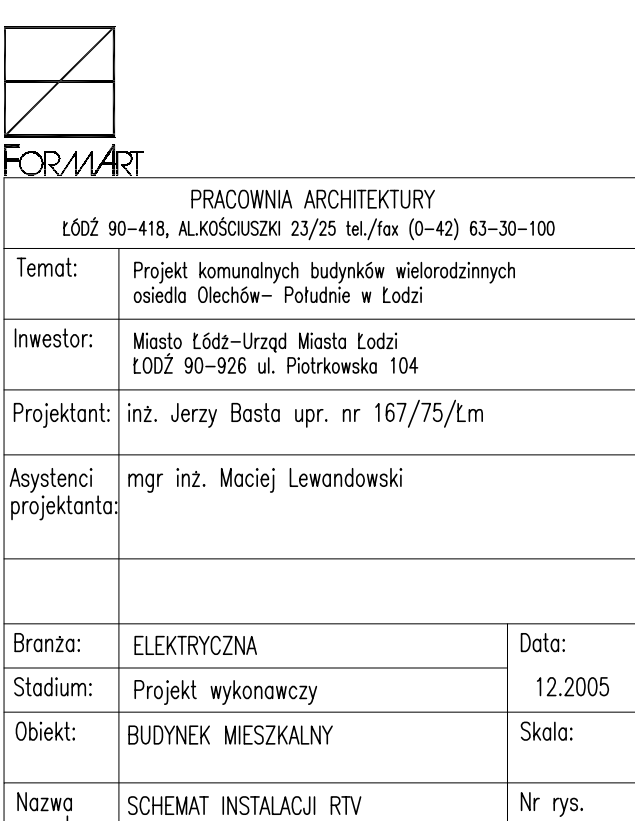 FORMART
PRACOWNIA ARCHITEKTURY
ŁÓDŹ 90-418, AL.KOŚCIUSZKI 23/25 tel./fax (0-42) 63-30-100
Temat: Projekt komunalnych budynków wielorodzinnych
osiedla Olechów- Południe w Łodzi
Inwestor: Miasto Łódź-Urząd Miasta Łodzi
ŁODŹ 90-926 ul. Piotrkowska 104
Projektant: inż. Jerzy Basta upr. nr 167/75/Łm
Asystenci mgr inż. Maciej Lewandowski
projektanta:
Branża: ELEKTRYCZNA Data:
Stadium: Projekt wykonawczy 12.2005
Obiekt: BUDYNEK MIESZKALNY Skala:
Nazwa SCHEMAT INSTALACJI RTV Nr rys.